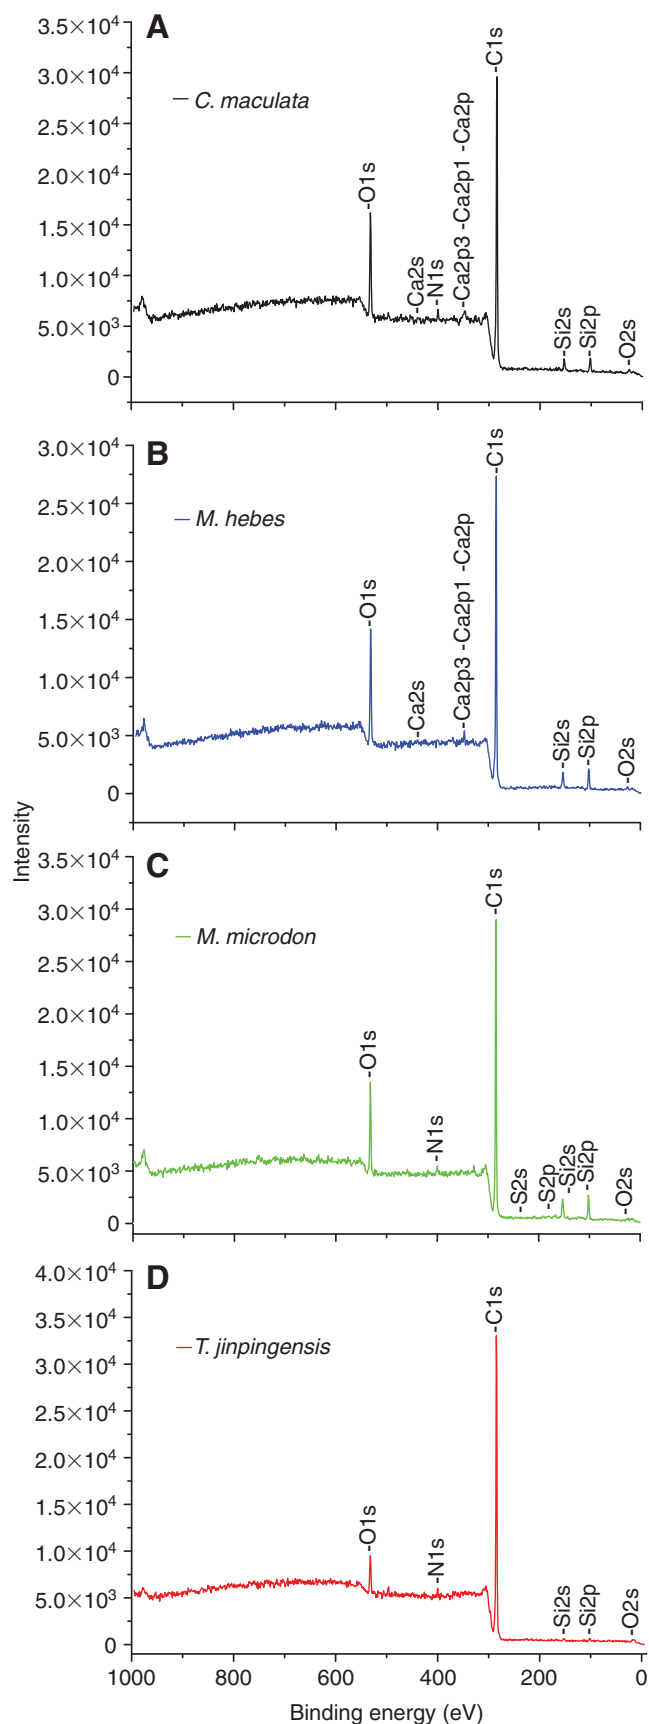 A
3.5×10⁴
3.0×10⁴
2.5×10⁴
2.0×10⁴
1.5×10⁴
1.0×10⁴
5.0×10³
0
C. maculata
-O1s
-Ca2s
-N1s
-Ca2p3 -Ca2p1 -Ca2p
-C1s
-Si2s
-Si2p
-O2s
B
3.0×10⁴
2.5×10⁴
2.0×10⁴
1.5×10⁴
1.0×10⁴
5.0×10³
0
M. hebes
-O1s
-Ca2s
-Ca2p3 -Ca2p1 -Ca2p
-C1s
-Si2s
-Si2p
-O2s
Intensity
C
3.5×10⁴
3.0×10⁴
2.5×10⁴
2.0×10⁴
1.5×10⁴
1.0×10⁴
5.0×10³
0
M. microdon
-O1s
-N1s
-C1s
-S2s
-S2p
-Si2s
-Si2p
-O2s
D
4.0×10⁴
3.5×10⁴
3.0×10⁴
2.5×10⁴
2.0×10⁴
1.5×10⁴
1.0×10⁴
5.0×10³
0
T. jinpingensis
-O1s
-N1s
-C1s
-Si2s
-Si2p
-O2s
1000 800 600 400 200 0
Binding energy (eV)